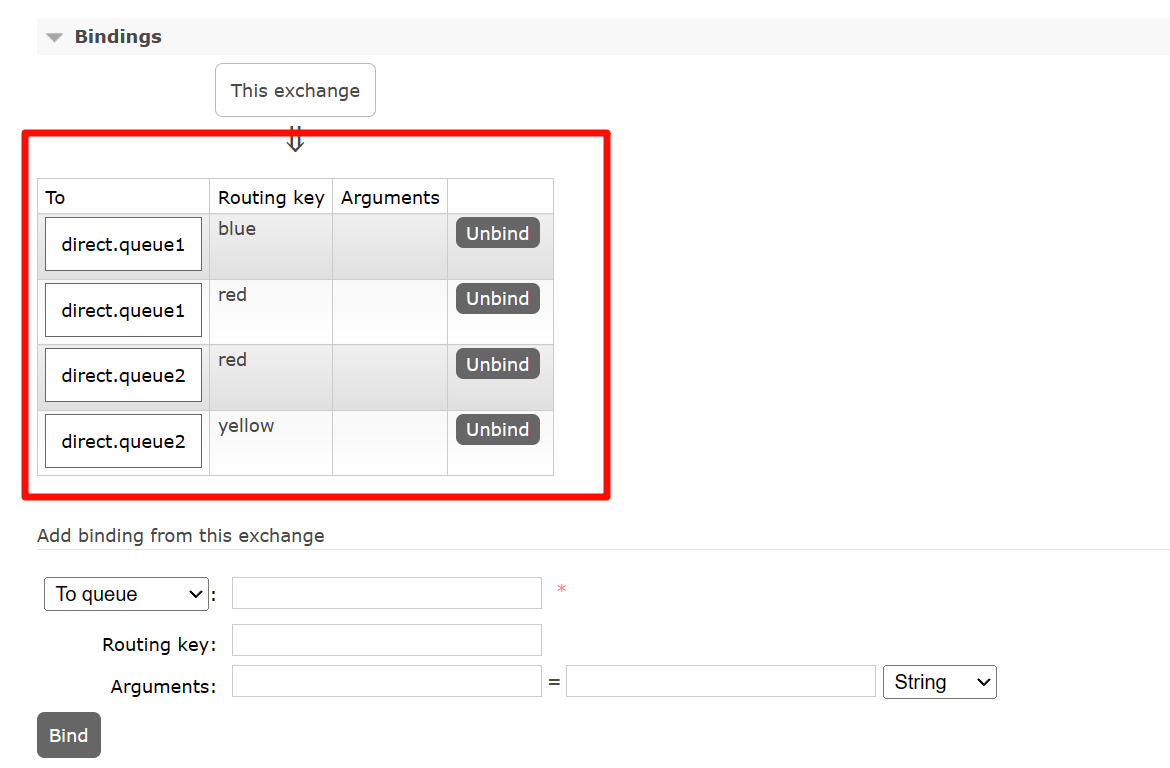 Bindings
This exchange
⇓
To Routing key Arguments
direct.queue1 blue Unbind
direct.queue1 red Unbind
direct.queue2 red Unbind
direct.queue2 yellow Unbind
Add binding from this exchange
To queue : *
Routing key:
Arguments: = String
Bind